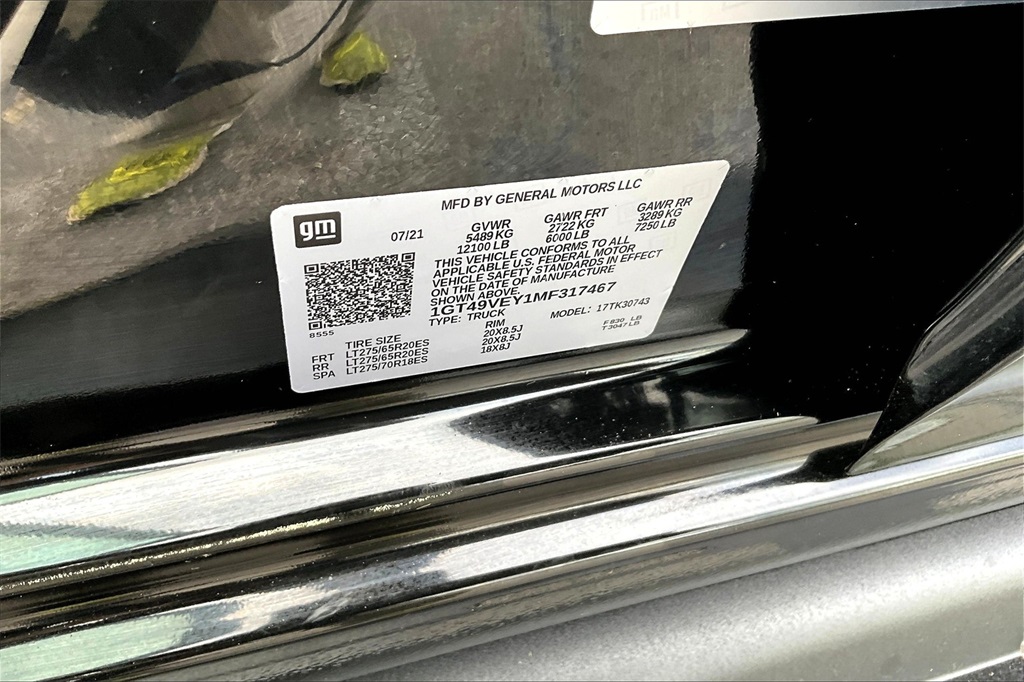 MFD BY GENERAL MOTORS LLC
gm
07/21
GVWR GAWR FRT GAWR RR
5489 KG 2722 KG 3289 KG
12100 LB 6000 LB 7250 LB
THIS VEHICLE CONFORMS TO ALL
APPLICABLE U.S. FEDERAL MOTOR
VEHICLE SAFETY STANDARDS IN EFFECT
ON THE DATE OF MANUFACTURE
SHOWN ABOVE.
1GT49VEY1MF317467
TYPE: TRUCK MODEL: 17TK30743
8555
TIRE SIZE RIM
FRT LT275/65R20ES 20X8.5J
RR LT275/65R20ES 20X8.5J
SPA LT275/70R18ES 18X8J
F830 LB
T3047LB